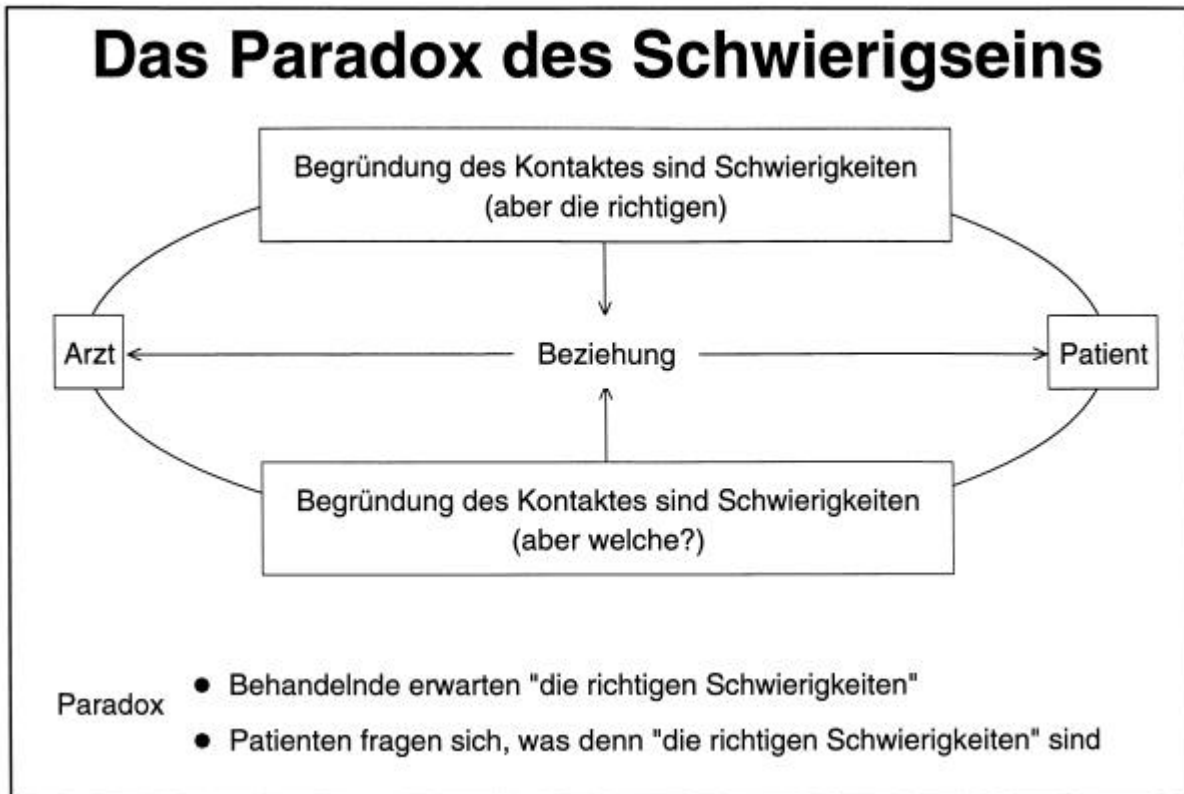 Das Paradox des Schwierigseins
Begründung des Kontaktes sind Schwierigkeiten
(aber die richtigen)
Arzt
Beziehung
Patient
Begründung des Kontaktes sind Schwierigkeiten
(aber welche?)
Paradox
● Behandelnde erwarten "die richtigen Schwierigkeiten"
● Patienten fragen sich, was denn "die richtigen Schwierigkeiten" sind